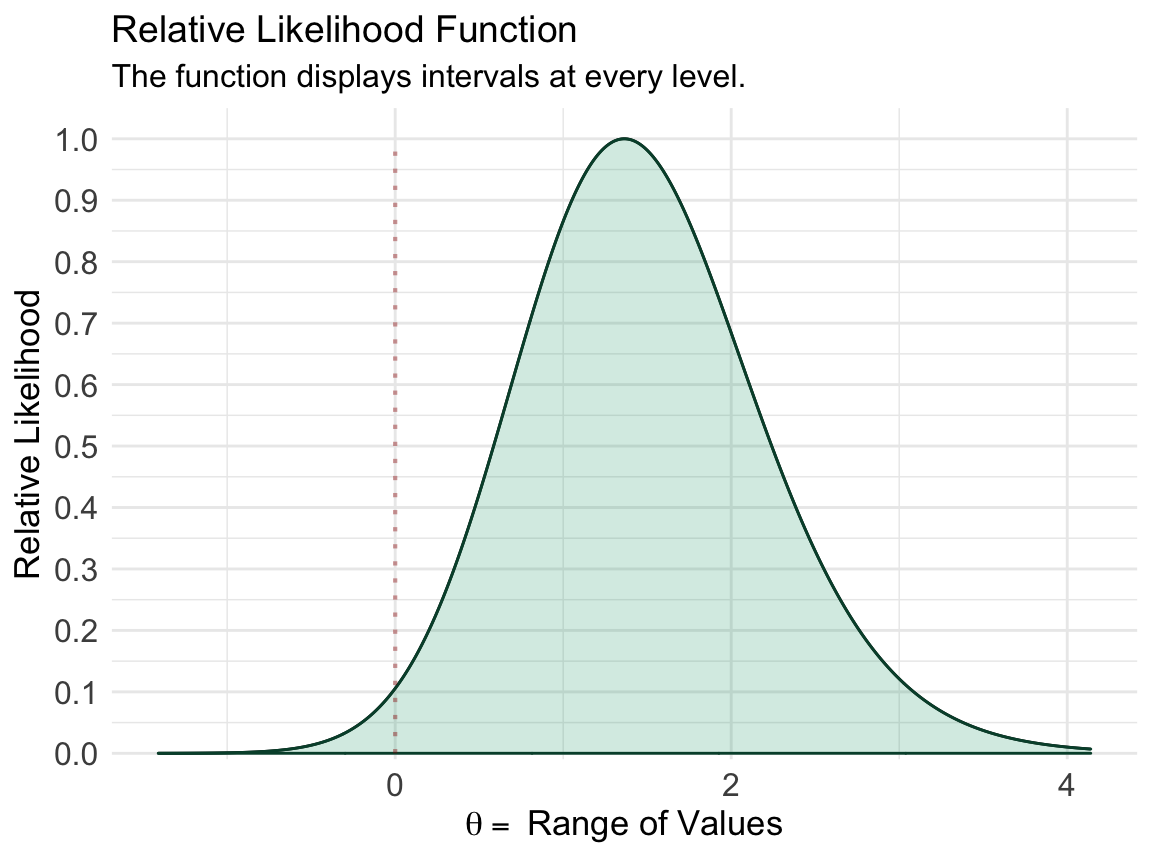 Relative Likelihood Function
The function displays intervals at every level.
Relative Likelihood
1.0
0.9
0.8
0.7
0.6
0.5
0.4
0.3
0.2
0.1
0.0
0 2 4
θ = Range of Values